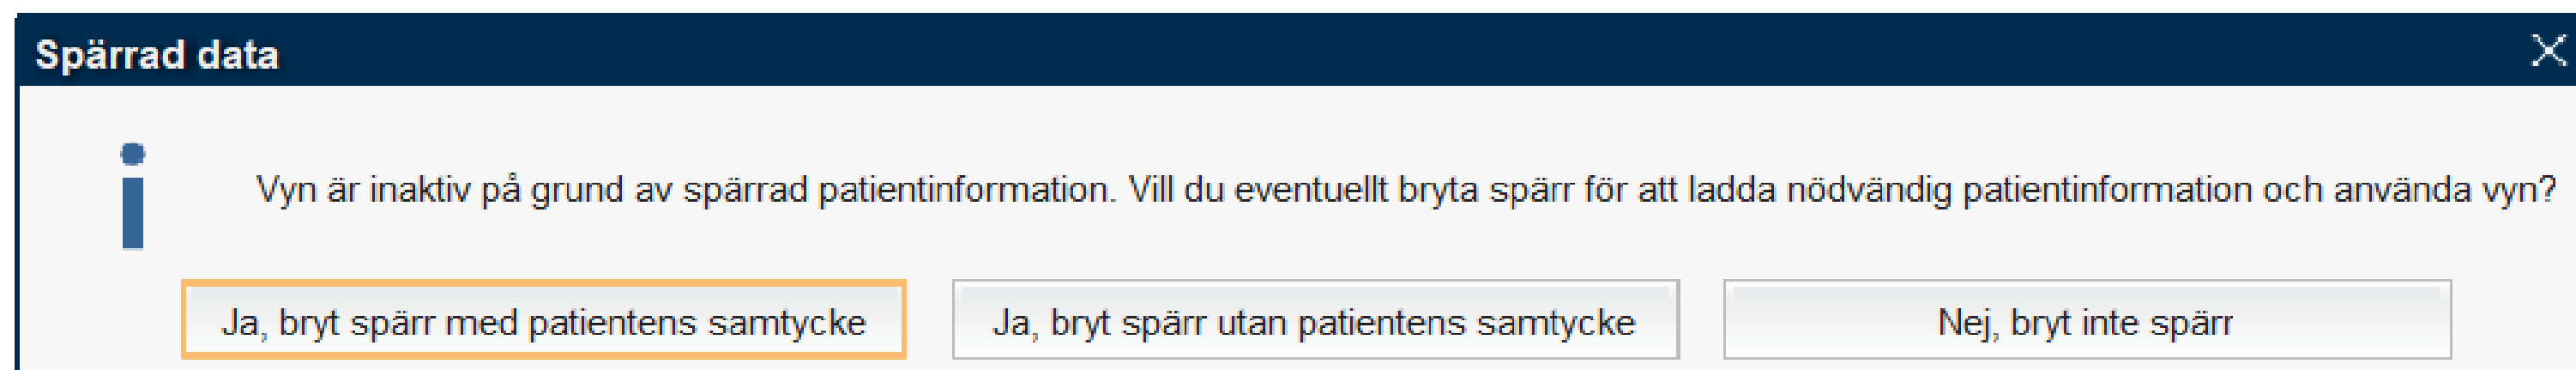 Spärrad data
Vyn är inaktiv på grund av spärrad patientinformation. Vill du eventuellt bryta spärr för att ladda nödvändig patientinformation och använda vyn?
Ja, bryt spärr med patientens samtycke
Ja, bryt spärr utan patientens samtycke
Nej, bryt inte spärr